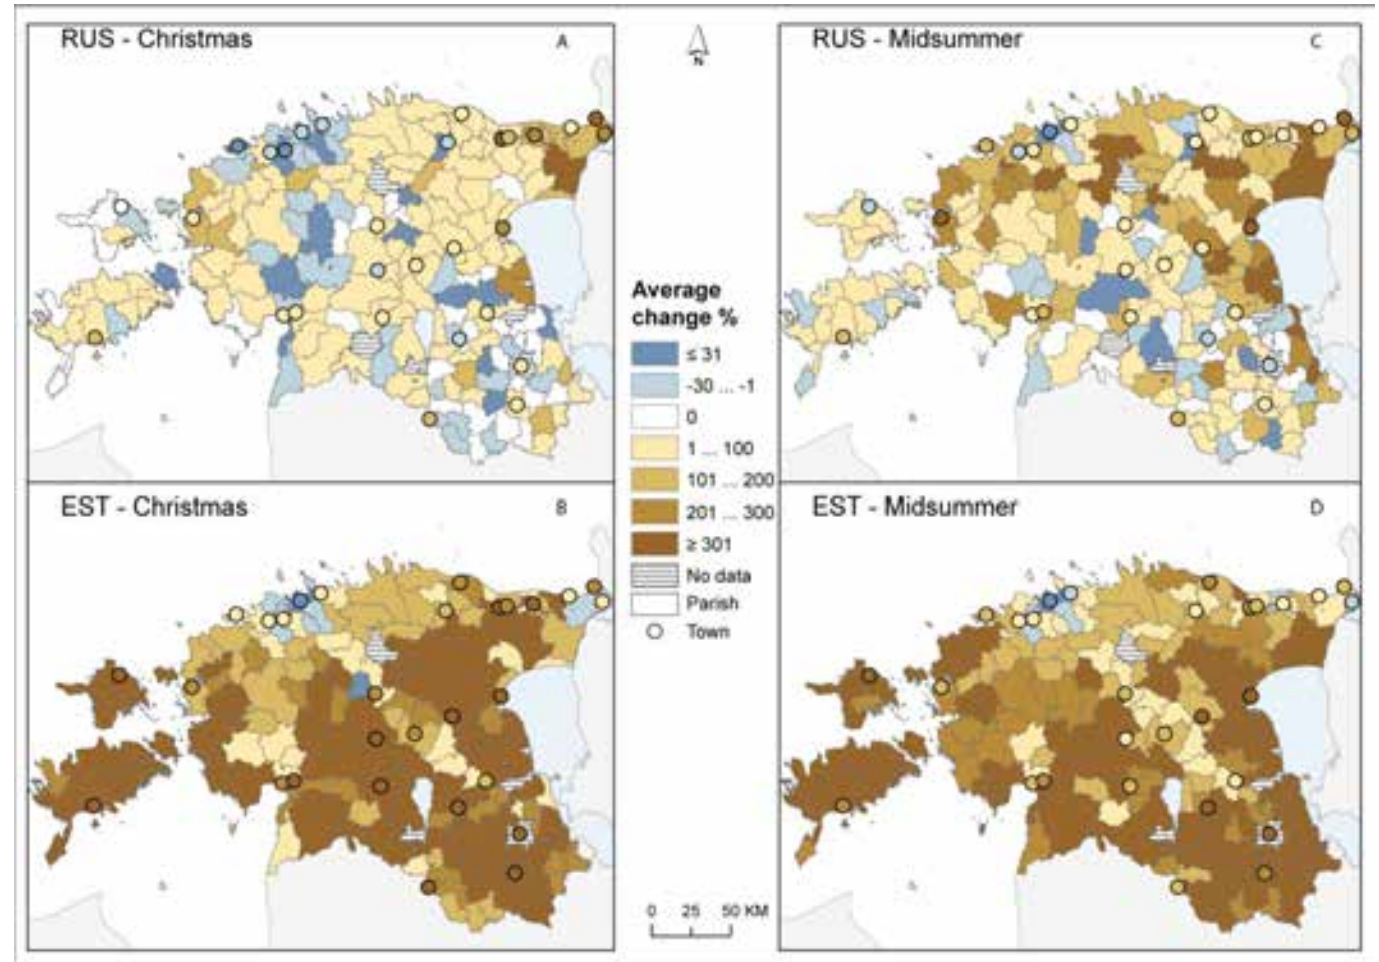 RUS - Christmas
A
N
RUS - Midsummer
C
Average
change %
≤ 31
-30 ... -1
0
1 ... 100
101 ... 200
201 ... 300
≥ 301
No data
Parish
Town
EST - Christmas
B
EST - Midsummer
D
0 25 50 KM